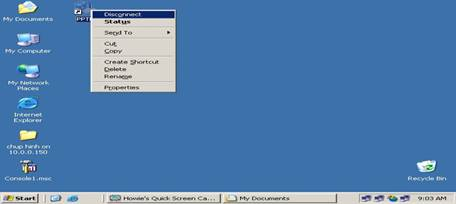 My Documents
PPTP
Disconnect
Status
Send To
Cut
Copy
Create Shortcut
Delete
Rename
Properties
My Computer
My Network
Places
Internet
Explorer
chup hinh on
10.0.0.150
Console1.msc
Recycle Bin
Start
Howie's Quick Screen Ca...
My Documents
9:03 AM